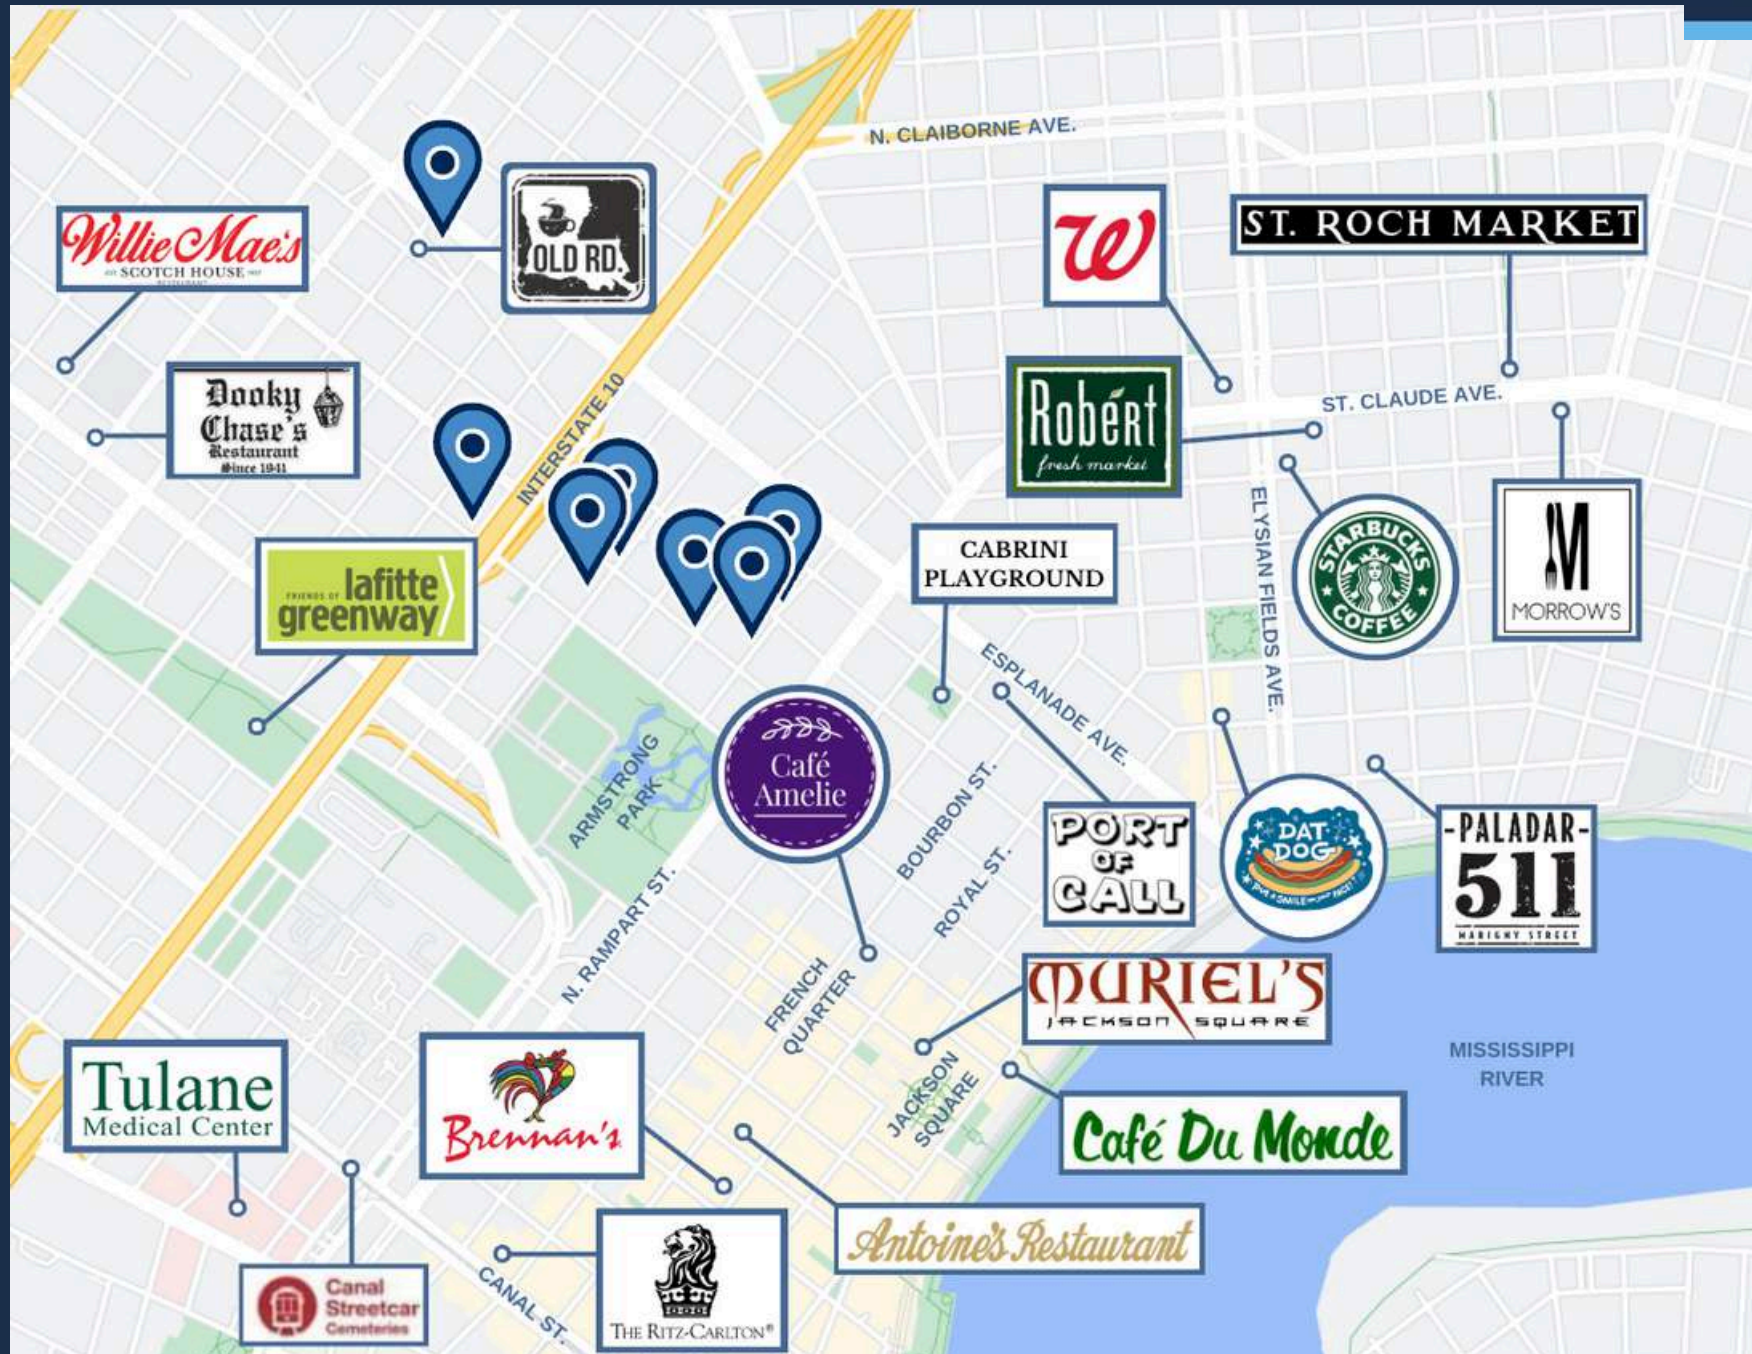 N. CLAIBORNE AVE.
Willie Mae's
SCOTCH HOUSE
RESTAURANT
OLD RD.
W
ST. ROCH MARKET
Dooky
Chase's
Restaurant
Since 1941
INTERSTATE 10
Robért
fresh market
ST. CLAUDE AVE.
ELYSIAN FIELDS AVE.
STARBUCKS
COFFEE
M
MORROW'S
FRIENDS OF lafitte
greenway
CABRINI
PLAYGROUND
ESPLANADE AVE.
ARMSTRONG
PARK
Café
Amelie
BOURBON ST.
ROYAL ST.
PORT
OF
CALL
DAT
DOG
-PALADAR-
511
MARIGNY STREET
N. RAMPART ST.
FRENCH
QUARTER
MURIEL'S
JACKSON SQUARE
JACKSON
SQUARE
MISSISSIPPI
RIVER
Tulane
Medical Center
Brennan's
Café Du Monde
Antoine's Restaurant
Canal
Streetcar
Cemeteries
CANAL ST.
THE RITZ-CARLTON®